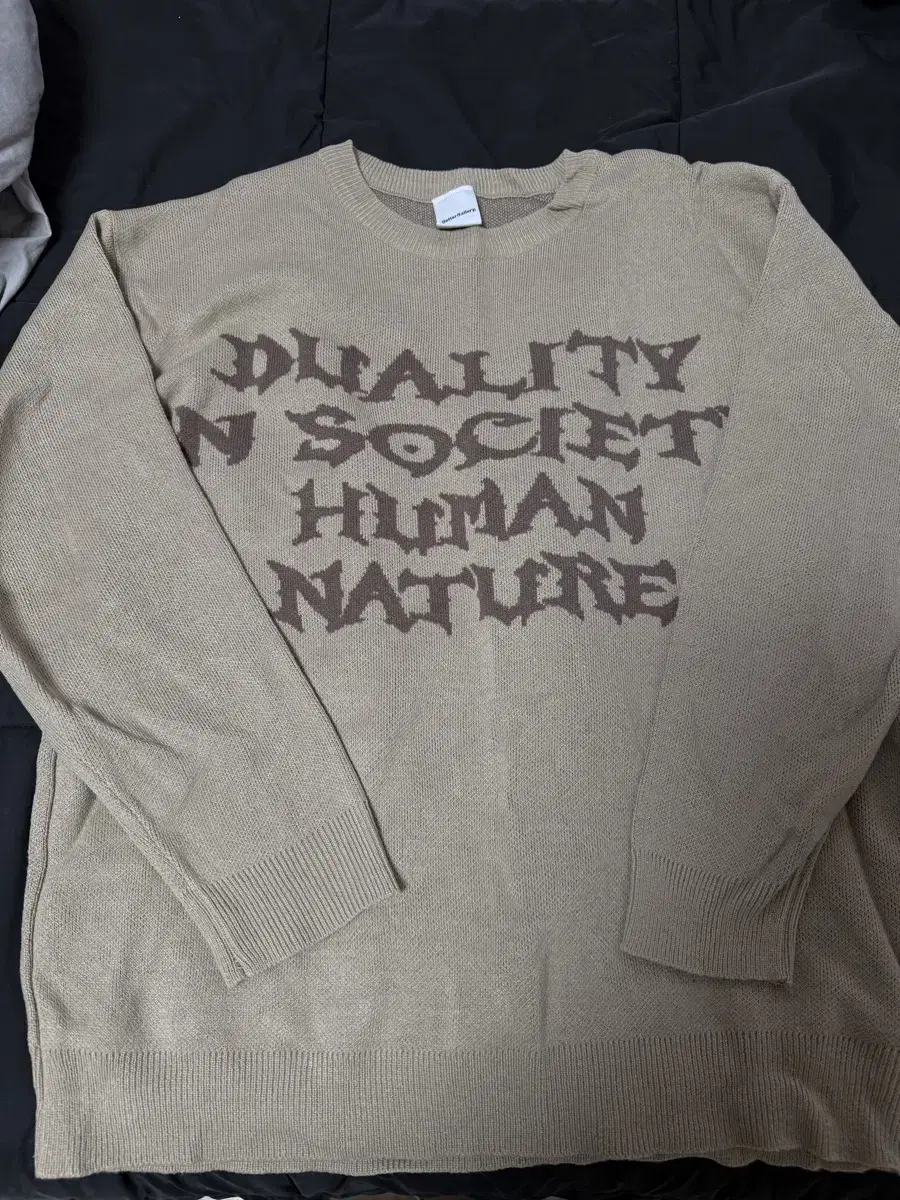 DUALITY
N SOCIET
HUMAN
NATURE